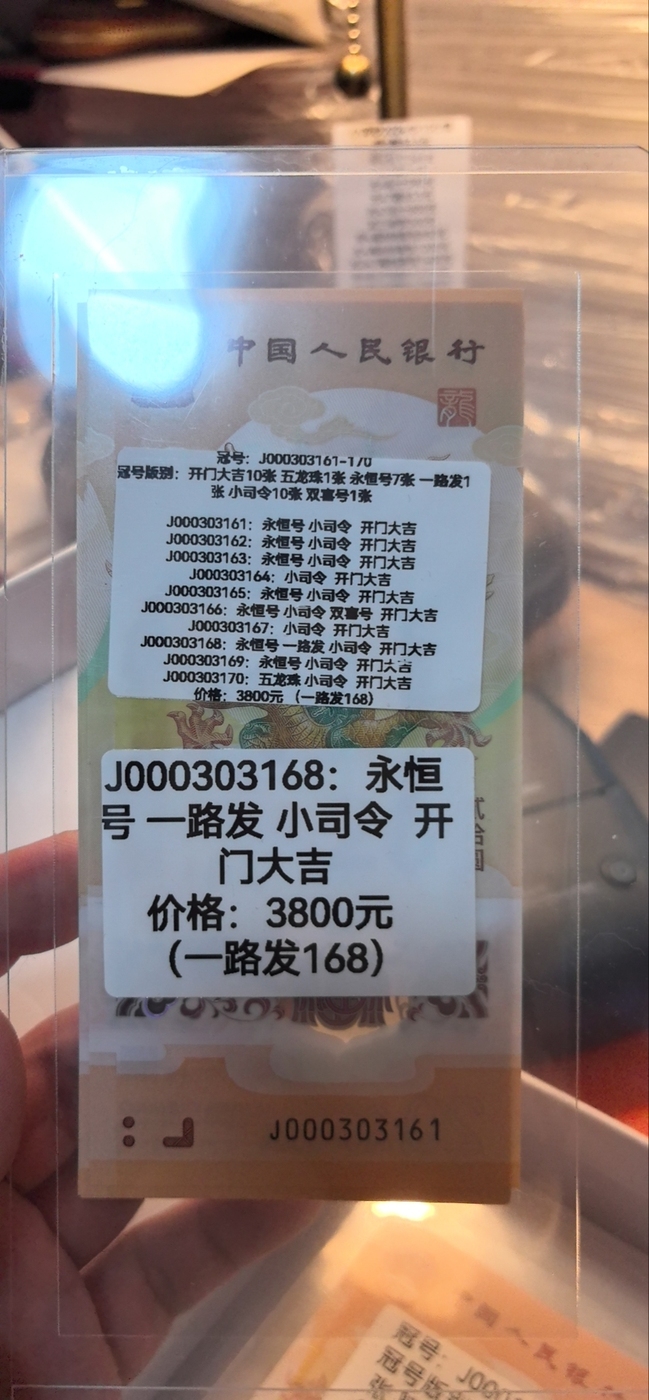 中国人民银行
龍
冠号：J000303161-170
冠号版别：开门大吉10张 五龙珠1张 永恒号7张 一路发1
张 小司令10张 双喜号1张
J000303161：永恒号 小司令 开门大吉
J000303162：永恒号 小司令 开门大吉
J000303163：永恒号 小司令 开门大吉
J000303164：小司令 开门大吉
J000303165：永恒号 小司令 开门大吉
J000303166：永恒号 小司令 双喜号 开门大吉
J000303167：小司令 开门大吉
J000303168：永恒号 一路发 小司令 开门大吉
J000303169：永恒号 小司令 开门大吉
J000303170：五龙珠 小司令 开门大吉
价格：3800元（一路发168）
J000303168：永恒
号 一路发 小司令 开
门大吉
价格：3800元
（一路发168）
J000303161
国人民银
冠号：J00
冠号版
张